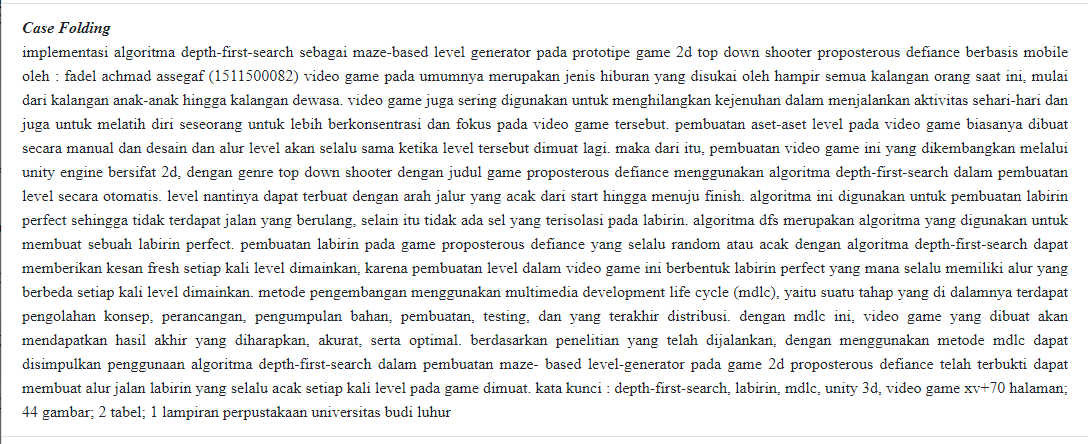 Case Folding
implementasi algoritma depth-first-search sebagai maze-based level generator pada prototipe game 2d top down shooter proposterous defiance berbasis mobile
oleh : fadel achmad assegaf (1511500082) video game pada umumnya merupakan jenis hiburan yang disukai oleh hampir semua kalangan orang saat ini, mulai
dari kalangan anak-anak hingga kalangan dewasa. video game juga sering digunakan untuk menghilangkan kejenuhan dalam menjalankan aktivitas sehari-hari dan
juga untuk melatih diri seseorang untuk lebih berkonsentrasi dan fokus pada video game tersebut. pembuatan aset-aset level pada video game biasanya dibuat
secara manual dan desain dan alur level akan selalu sama ketika level tersebut dimuat lagi. maka dari itu, pembuatan video game ini yang dikembangkan melalui
unity engine bersifat 2d, dengan genre top down shooter dengan judul game proposterous defiance menggunakan algoritma depth-first-search dalam pembuatan
level secara otomatis. level nantinya dapat terbuat dengan arah jalur yang acak dari start hingga menuju finish. algoritma ini digunakan untuk pembuatan labirin
perfect sehingga tidak terdapat jalan yang berulang, selain itu tidak ada sel yang terisolasi pada labirin. algoritma dfs merupakan algoritma yang digunakan untuk
membuat sebuah labirin perfect. pembuatan labirin pada game proposterous defiance yang selalu random atau acak dengan algoritma depth-first-search dapat
memberikan kesan fresh setiap kali level dimainkan, karena pembuatan level dalam video game ini berbentuk labirin perfect yang mana selalu memiliki alur yang
berbeda setiap kali level dimainkan. metode pengembangan menggunakan multimedia development life cycle (mdlc), yaitu suatu tahap yang di dalamnya terdapat
pengolahan konsep, perancangan, pengumpulan bahan, pembuatan, testing, dan yang terakhir distribusi. dengan mdlc ini, video game yang dibuat akan
mendapatkan hasil akhir yang diharapkan, akurat, serta optimal. berdasarkan penelitian yang telah dijalankan, dengan menggunakan metode mdlc dapat
disimpulkan penggunaan algoritma depth-first-search dalam pembuatan maze- based level-generator pada game 2d proposterous defiance telah terbukti dapat
membuat alur jalan labirin yang selalu acak setiap kali level pada game dimuat. kata kunci : depth-first-search, labirin, mdlc, unity 3d, video game xv+70 halaman;
44 gambar; 2 tabel; 1 lampiran perpustakaan universitas budi luhur